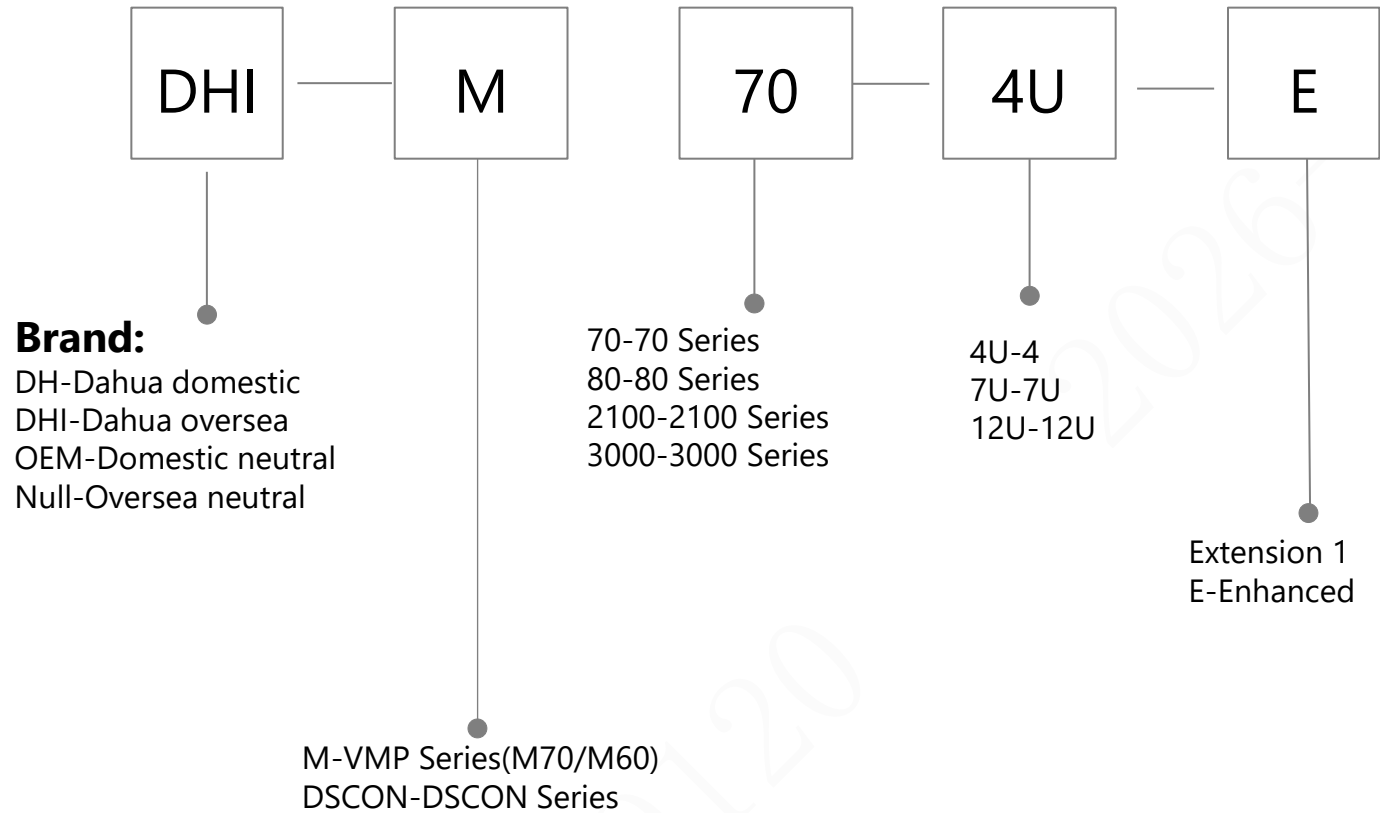 DHI
M
70
4U
E
Brand:
DH-Dahua domestic
DHI-Dahua oversea
OEM-Domestic neutral
Null-Oversea neutral
70-70 Series
80-80 Series
2100-2100 Series
3000-3000 Series
4U-4
7U-7U
12U-12U
Extension 1
E-Enhanced
M-VMP Series(M70/M60)
DSCON-DSCON Series
2026-
0120